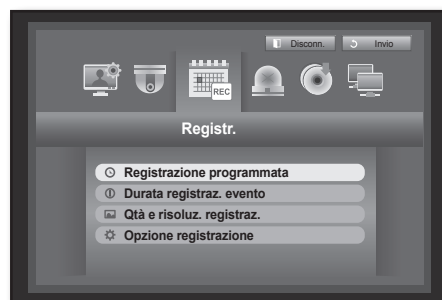 Disconn. Invio
REC
Registr.
Registrazione programmata
Durata registraz. evento
Qtà e risoluz. registraz.
Opzione registrazione